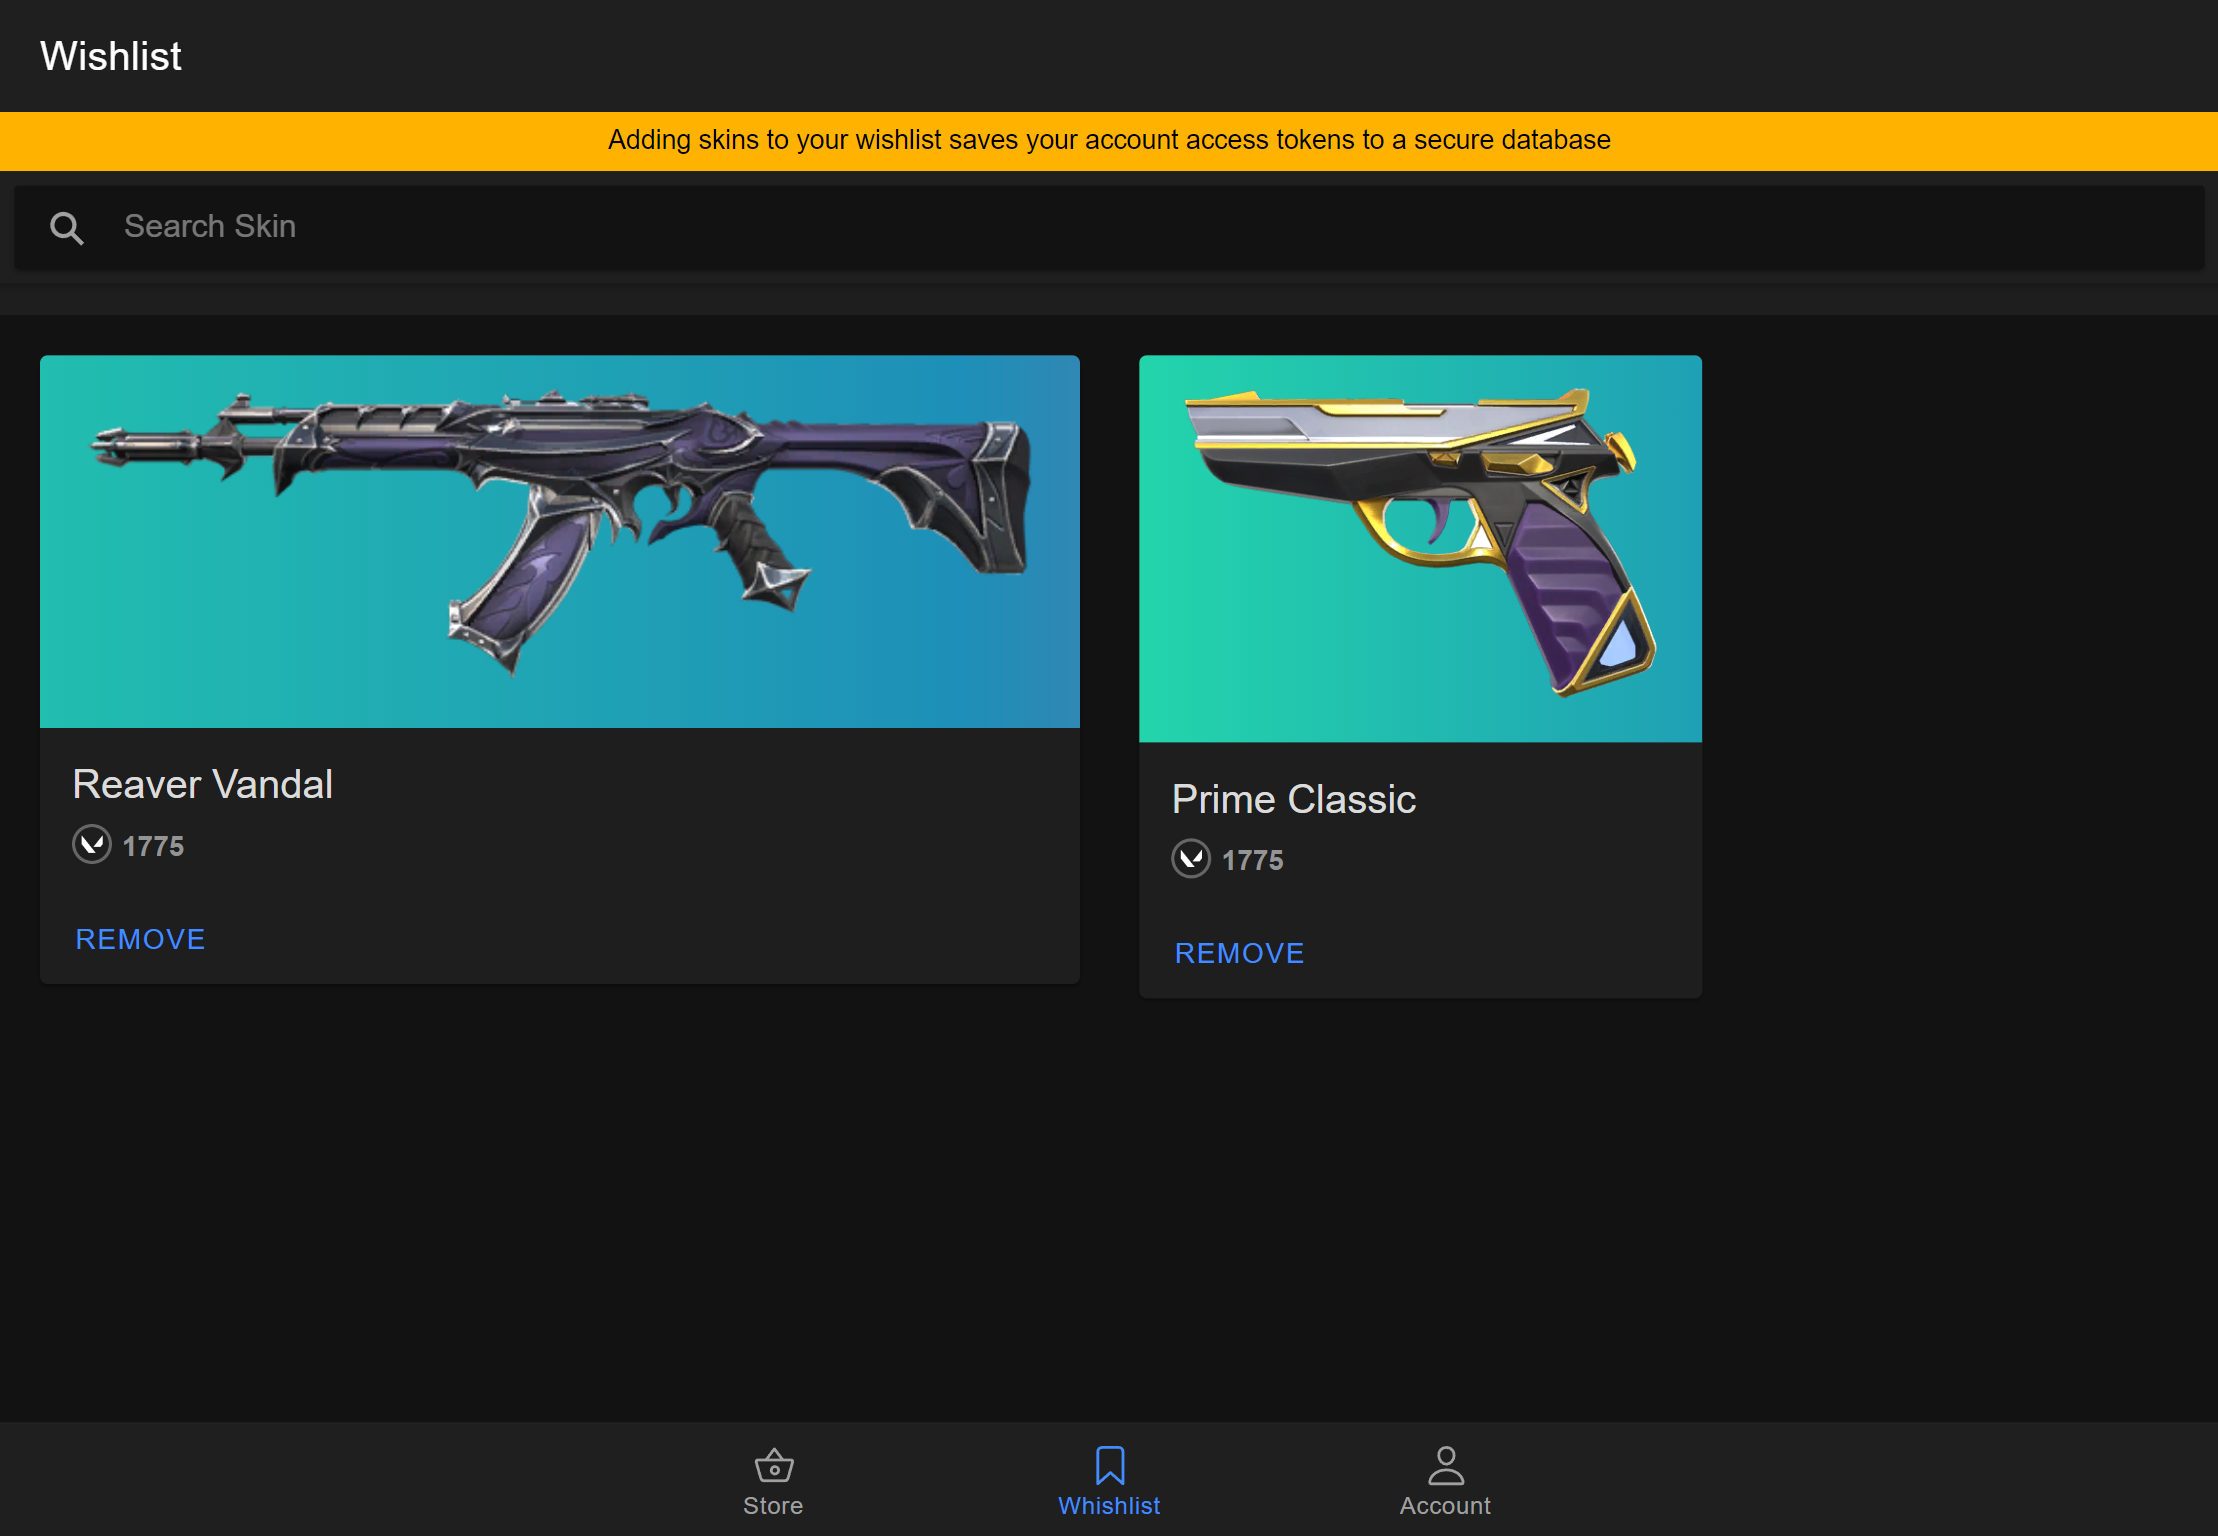 Wishlist
Adding skins to your wishlist saves your account access tokens to a secure database
Search Skin
Reaver Vandal
1775
REMOVE
Prime Classic
1775
REMOVE
Store
Whishlist
Account